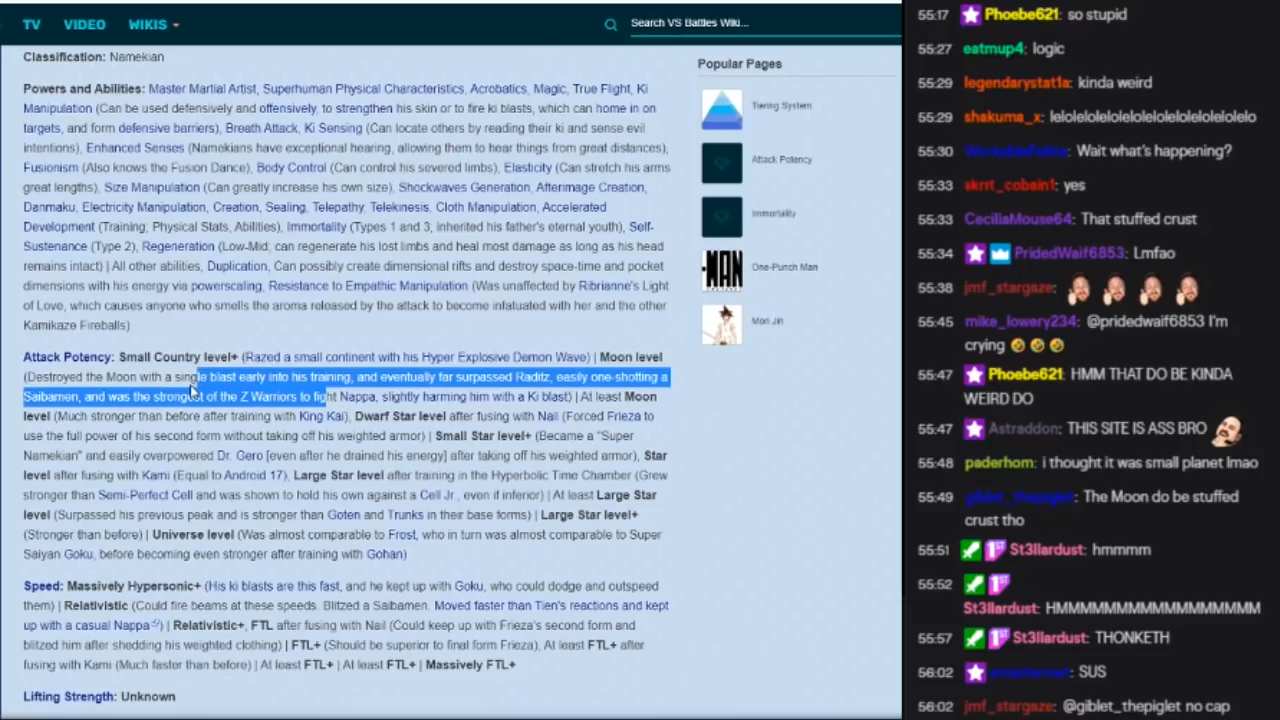 TV VIDEO WIKIS
Search VS Battles Wiki...
Classification: Namekian
Powers and Abilities: Master Martial Artist, Superhuman Physical Characteristics, Acrobatics, Magic, True Flight, Ki
Manipulation (Can be used defensively and offensively, to strengthen his skin or to fire ki blasts, which can home in on
targets, and form defensive barriers), Breath Attack, Ki Sensing (Can locate others by reading their ki and sense evil
intentions), Enhanced Senses (Namekians have exceptional hearing, allowing them to hear things from great distances),
Fusionism (Also knows the Fusion Dance), Body Control (Can control his severed limbs), Elasticity (Can stretch his arms
great lengths), Size Manipulation (Can greatly increase his own size), Shockwaves Generation, Afterimage Creation,
Danmaku, Electricity Manipulation, Creation, Sealing, Telepathy, Telekinesis, Cloth Manipulation, Accelerated
Development (Training; Physical Stats, Abilities), Immortality (Types 1 and 3; inherited his father's eternal youth), Self-
Sustenance (Type 2), Regeneration (Low-Mid; can regenerate his lost limbs and heal most damage as long as his head
remains intact) | All other abilities, Duplication, Can possibly create dimensional rifts and destroy space-time and pocket
dimensions with his energy via powerscaling, Resistance to Empathic Manipulation (Was unaffected by Ribrianne's Light
of Love, which causes anyone who smells the aroma released by the attack to become infatuated with her and the other
Kamikaze Fireballs)
Attack Potency: Small Country level+ (Razed a small continent with his Hyper Explosive Demon Wave) | Moon level
(Destroyed the Moon with a single blast early into his training, and eventually far surpassed Raditz, easily one-shotting a
Saibamen, and was the strongest of the Z Warriors to fight Nappa, slightly harming him with a Ki blast) | At least Moon
level (Much stronger than before after training with King Kai), Dwarf Star level after fusing with Nail (Forced Frieza to
use the full power of his second form without taking off his weighted armor) | Small Star level+ (Became a "Super
Namekian" and easily overpowered Dr. Gero [even after he drained his energy] after taking off his weighted armor), Star
level after fusing with Kami (Equal to Android 17), Large Star level after training in the Hyperbolic Time Chamber (Grew
stronger than Semi-Perfect Cell and was shown to hold his own against a Cell Jr , even if inferior) | At least Large Star
level (Surpassed his previous peak and is stronger than Goten and Trunks in their base forms) | Large Star level+
(Stronger than before) | Universe level (Was almost comparable to Frost, who in turn was almost comparable to Super
Saiyan Goku, before becoming even stronger after training with Gohan)
Speed: Massively Hypersonic+ (His ki blasts are this fast, and he kept up with Goku, who could dodge and outspeed
them) | Relativistic (Could fire beams at these speeds. Blitzed a Saibamen. Moved faster than Tien's reactions and kept
up with a casual Nappa) | Relativistic+, FTL after fusing with Nail (Could keep up with Frieza's second form and
blitzed him after shedding his weighted clothing) | FTL+ (Should be superior to final form Frieza), At least FTL+ after
fusing with Kami (Much faster than before) | At least FTL+ | At least FTL+ | Massively FTL+
Lifting Strength: Unknown
Popular Pages
Tiering System
Attack Potency
Immortality
MAN
One-Punch Man
Mori Jin
55:17 Phoebe621: so stupid
55:27 eatmup4: logic
55:29 legendarystat1a: kinda weird
55:29 shakuma_x: lelolelolelolelolelolelolelolelolelo
55:30 Wait what's happening?
55:33 skrrt_cobain1: yes
55:33 CeciliaMouse64: That stuffed crust
55:34 PridedWaif6853: Lmfao
55:38 jmf_stargaze:
55:45 mike_lowery234: @pridedwaif6853 I'm
crying 🤣 🤣 🤣
55:47 Phoebe621: HMM THAT DO BE KINDA
WEIRD DO
55:47 Astraddon: THIS SITE IS ASS BRO
55:48 paderhom: i thought it was small planet lmao
55:49 giblet_thepiglet: The Moon do be stuffed
crust tho
55:51 1ST St3llardust: hmmmm
55:52 1ST
St3llardust: HMMMMMMMMMMMMMMMMM
55:57 1ST St3llardust: THONKETH
56:02 SUS
56:02 jmf_stargaze: @giblet_thepiglet no cap